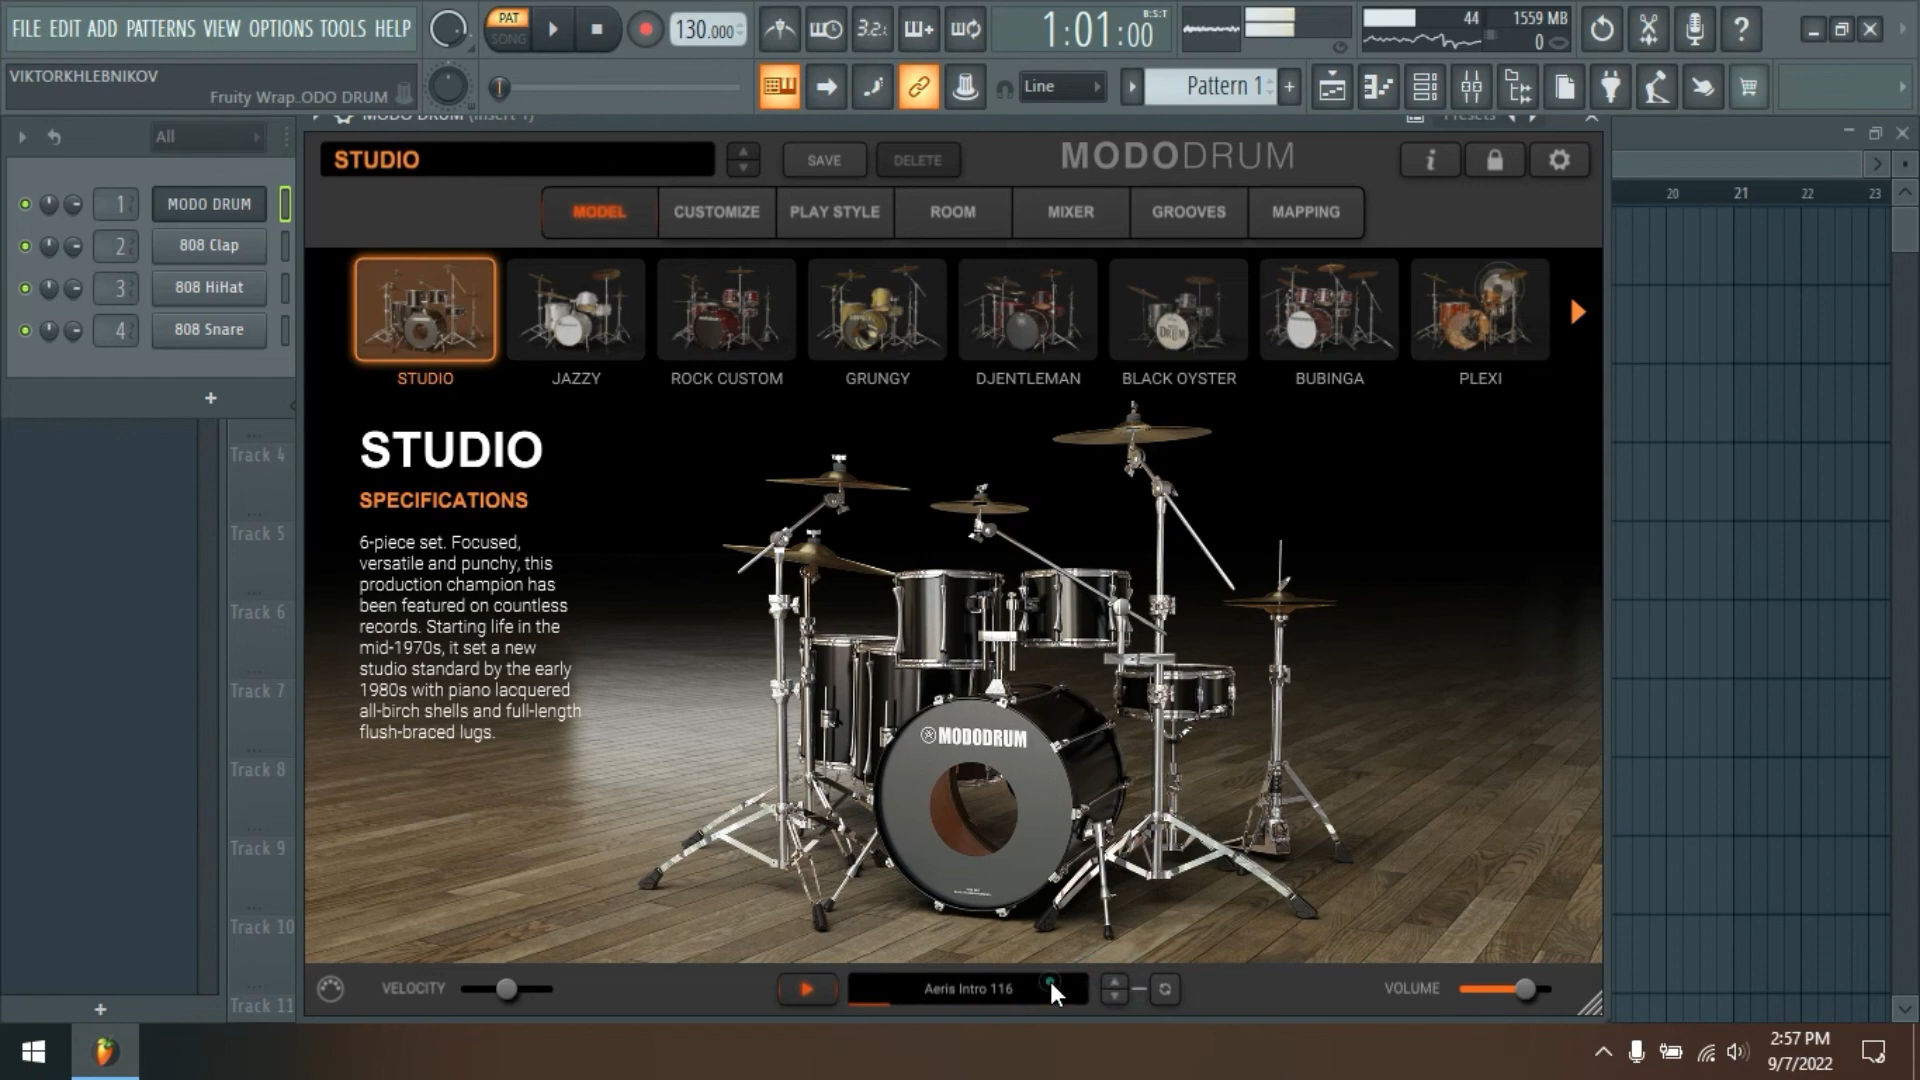 FILE EDIT ADD PATTERNS VIEW OPTIONS TOOLS HELP
PAT
SONG
130.000
3.2:
1:01:00
B:S:T
44
1559 MB
0
?
VIKTORKHLEBNIKOV
Fruity Wrap..ODO DRUM
Line
Pattern 1
+
All
MODO DRUM (Insert 1)
Presets
1
MODO DRUM
2
808 Clap
3
808 HiHat
4
808 Snare
+
STUDIO
SAVE
DELETE
MODODRUM
i
MODEL
CUSTOMIZE
PLAY STYLE
ROOM
MIXER
GROOVES
MAPPING
20
21
22
23
STUDIO
JAZZY
ROCK CUSTOM
GRUNGY
DJENTLEMAN
BLACK OYSTER
BUBINGA
PLEXI
STUDIO
SPECIFICATIONS
6-piece set. Focused,
versatile and punchy, this
production champion has
been featured on countless
records. Starting life in the
mid-1970s, it set a new
studio standard by the early
1980s with piano lacquered
all-birch shells and full-length
flush-braced lugs.
MODODRUM
Track 4
Track 5
Track 6
Track 7
Track 8
Track 9
Track 10
Track 11
+
VELOCITY
Aeris Intro 116
VOLUME
2:57 PM
9/7/2022